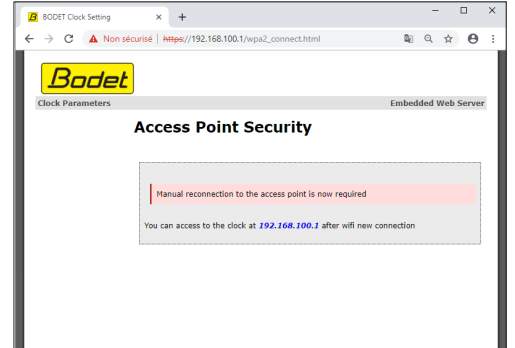 B BODET Clock Setting
Non sécurisé | https://192.168.100.1/wpa2_connect.html
Bodet
Clock Parameters Embedded Web Server
Access Point Security
Manual reconnection to the access point is now required
You can access to the clock at 192.168.100.1 after wifi new connection